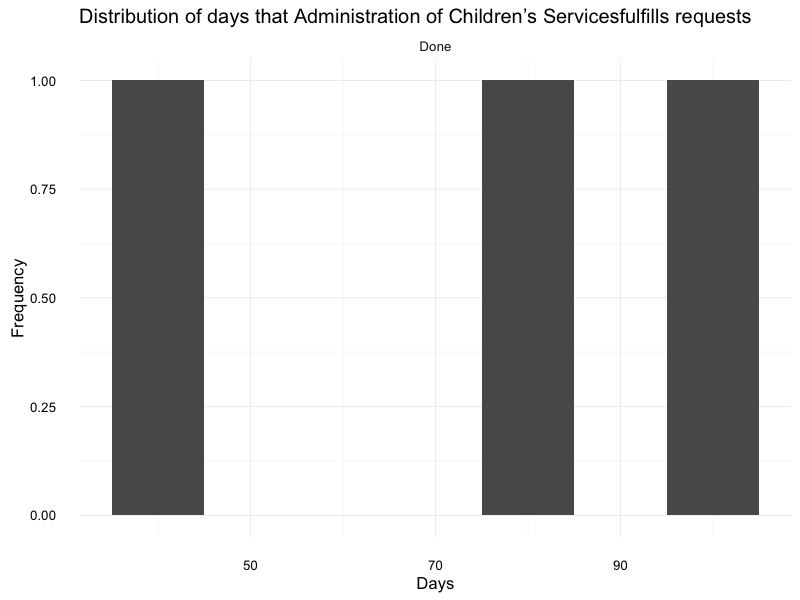 Distribution of days that Administration of Children’s Servicesfulfills requests
Done
1.00
0.75
0.50
0.25
0.00
Frequency
50 70 90
Days